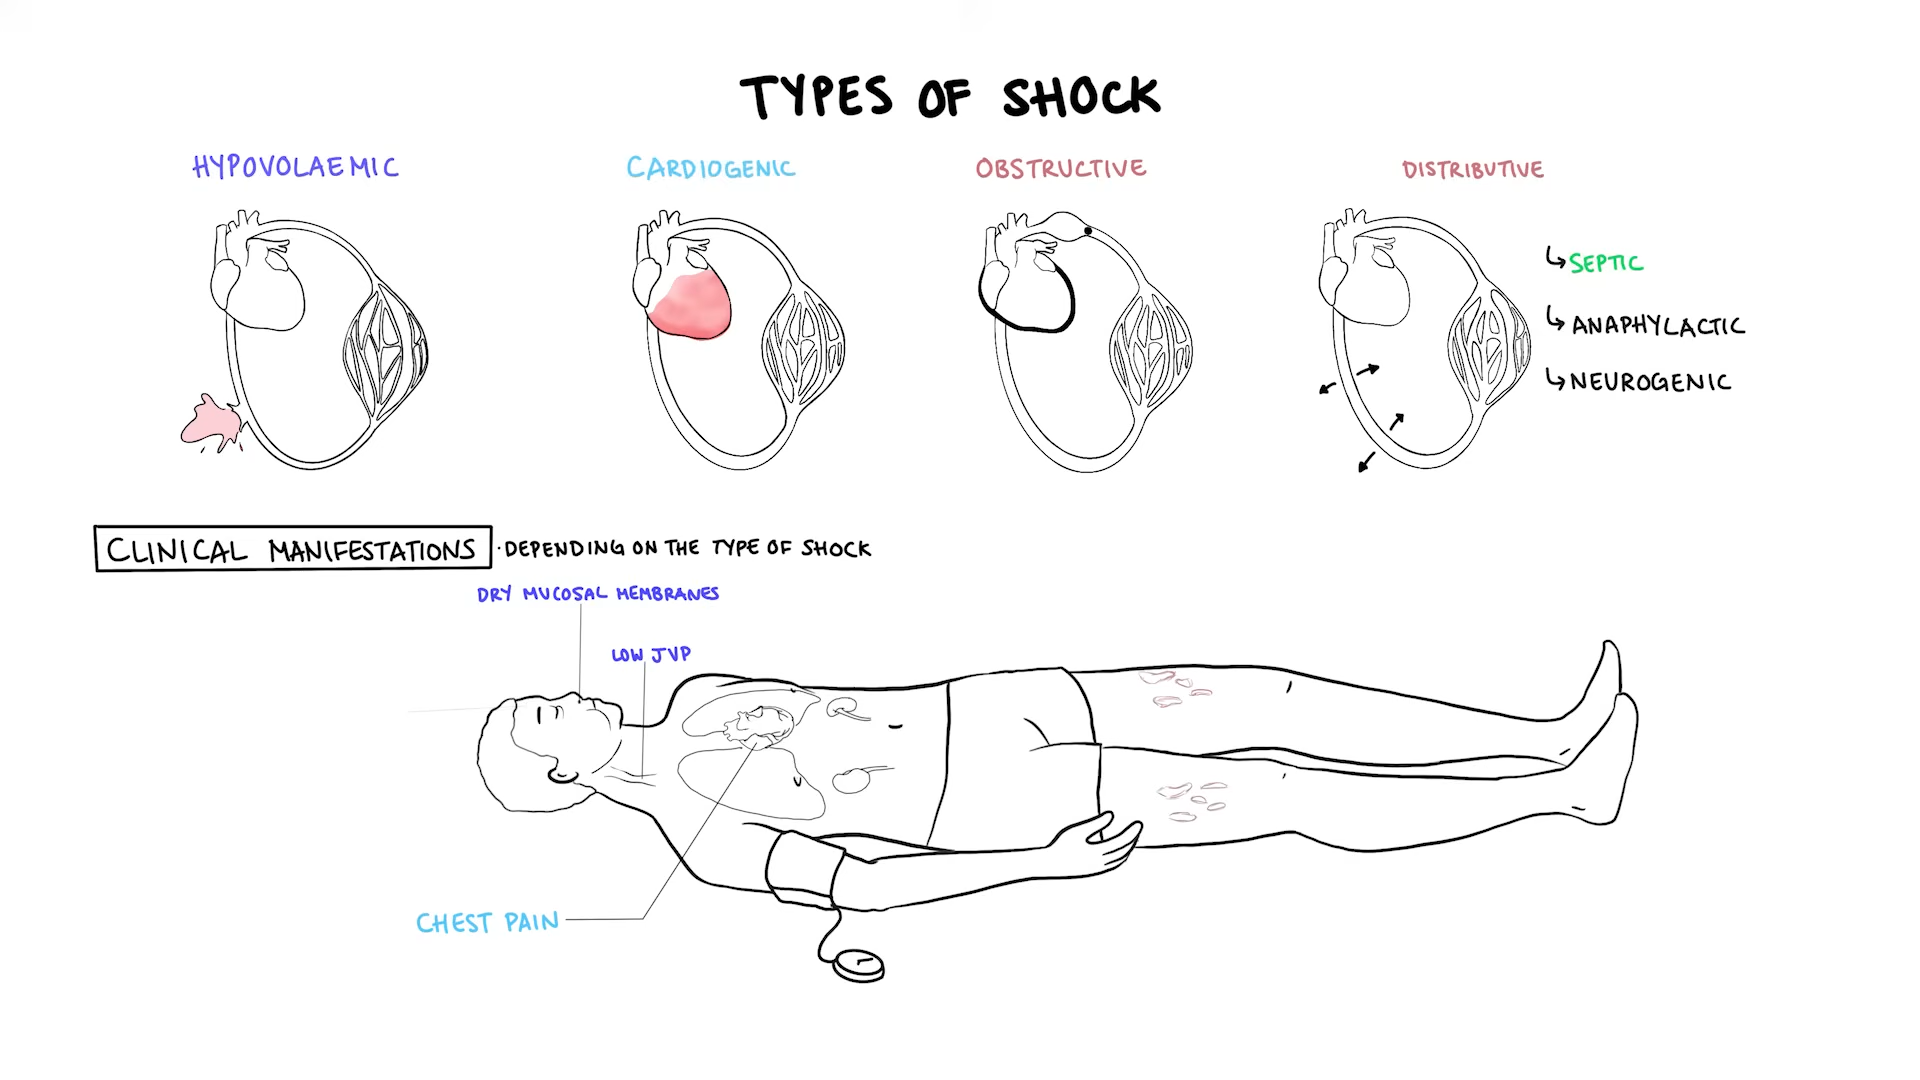 TYPES OF SHOCK
HYPOVOLAEMIC
CARDIOGENIC
OBSTRUCTIVE
DISTRIBUTIVE
↳SEPTIC
↳ANAPHYLACTIC
↳NEUROGENIC
CLINICAL MANIFESTATIONS · DEPENDING ON THE TYPE OF SHOCK
DRY MUCOSAL MEMBRANES
LOW JVP
CHEST PAIN